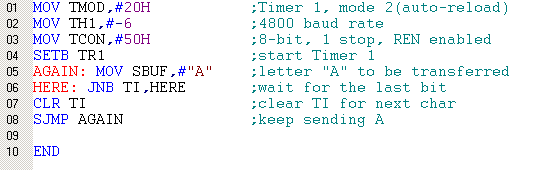 01 MOV TMOD,#20H ;Timer 1, mode 2(auto-reload)
02 MOV TH1,#-6 ;4800 baud rate
03 MOV TCON,#50H ;8-bit, 1 stop, REN enabled
04 SETB TR1 ;start Timer 1
05 AGAIN: MOV SBUF,#"A" ;letter "A" to be transferred
06 HERE: JNB TI,HERE ;wait for the last bit
07 CLR TI ;clear TI for next char
08 SJMP AGAIN ;keep sending A
09
10 END